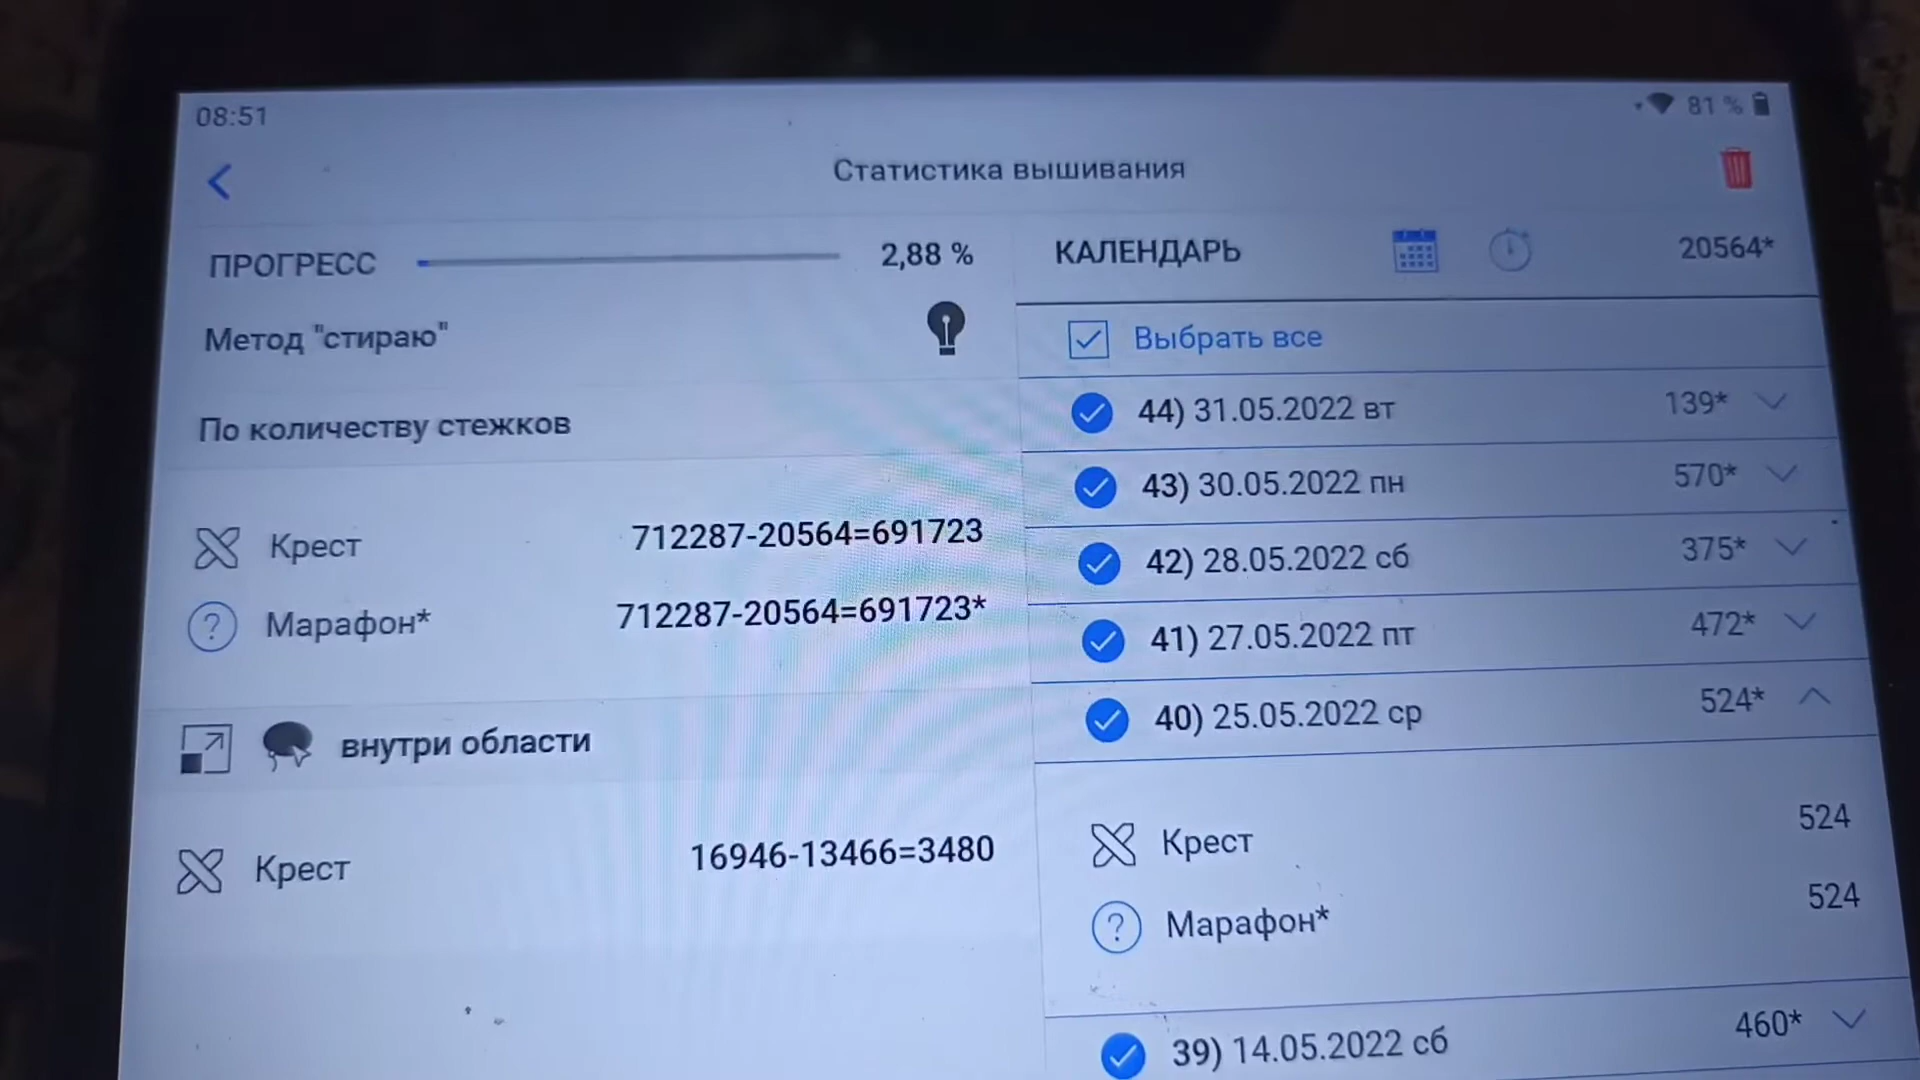 08:51
81 %
Статистика вышивания
ПРОГРЕСС 2,88 %
Метод "стираю"
По количеству стежков
Крест 712287-20564=691723
Марафон* 712287-20564=691723*
внутри области
Крест 16946-13466=3480
КАЛЕНДАРЬ 20564*
Выбрать все
44) 31.05.2022 вт 139*
43) 30.05.2022 пн 570*
42) 28.05.2022 сб 375*
41) 27.05.2022 пт 472*
40) 25.05.2022 ср 524*
Крест 524
? Марафон* 524
39) 14.05.2022 сб 460*